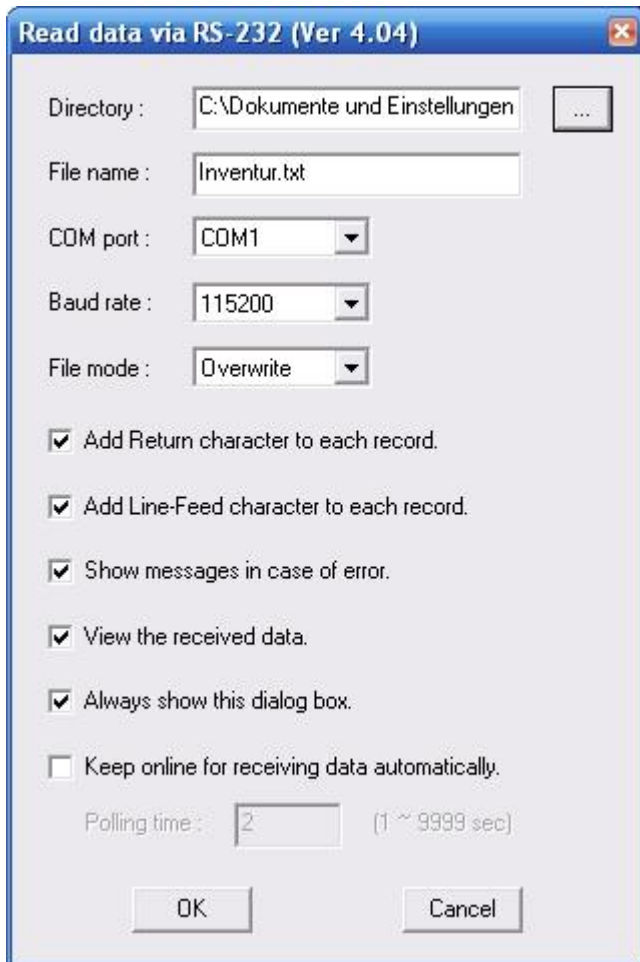 Read data via RS-232 (Ver 4.04)
Directory : C:\Dokumente und Einstellungen ...
File name : Inventur.txt
COM port : COM1
Baud rate : 115200
File mode : Overwrite
Add Return character to each record.
Add Line-Feed character to each record.
Show messages in case of error.
View the received data.
Always show this dialog box.
Keep online for receiving data automatically.
Polling time : 2 (1 ~ 9999 sec)
OK Cancel